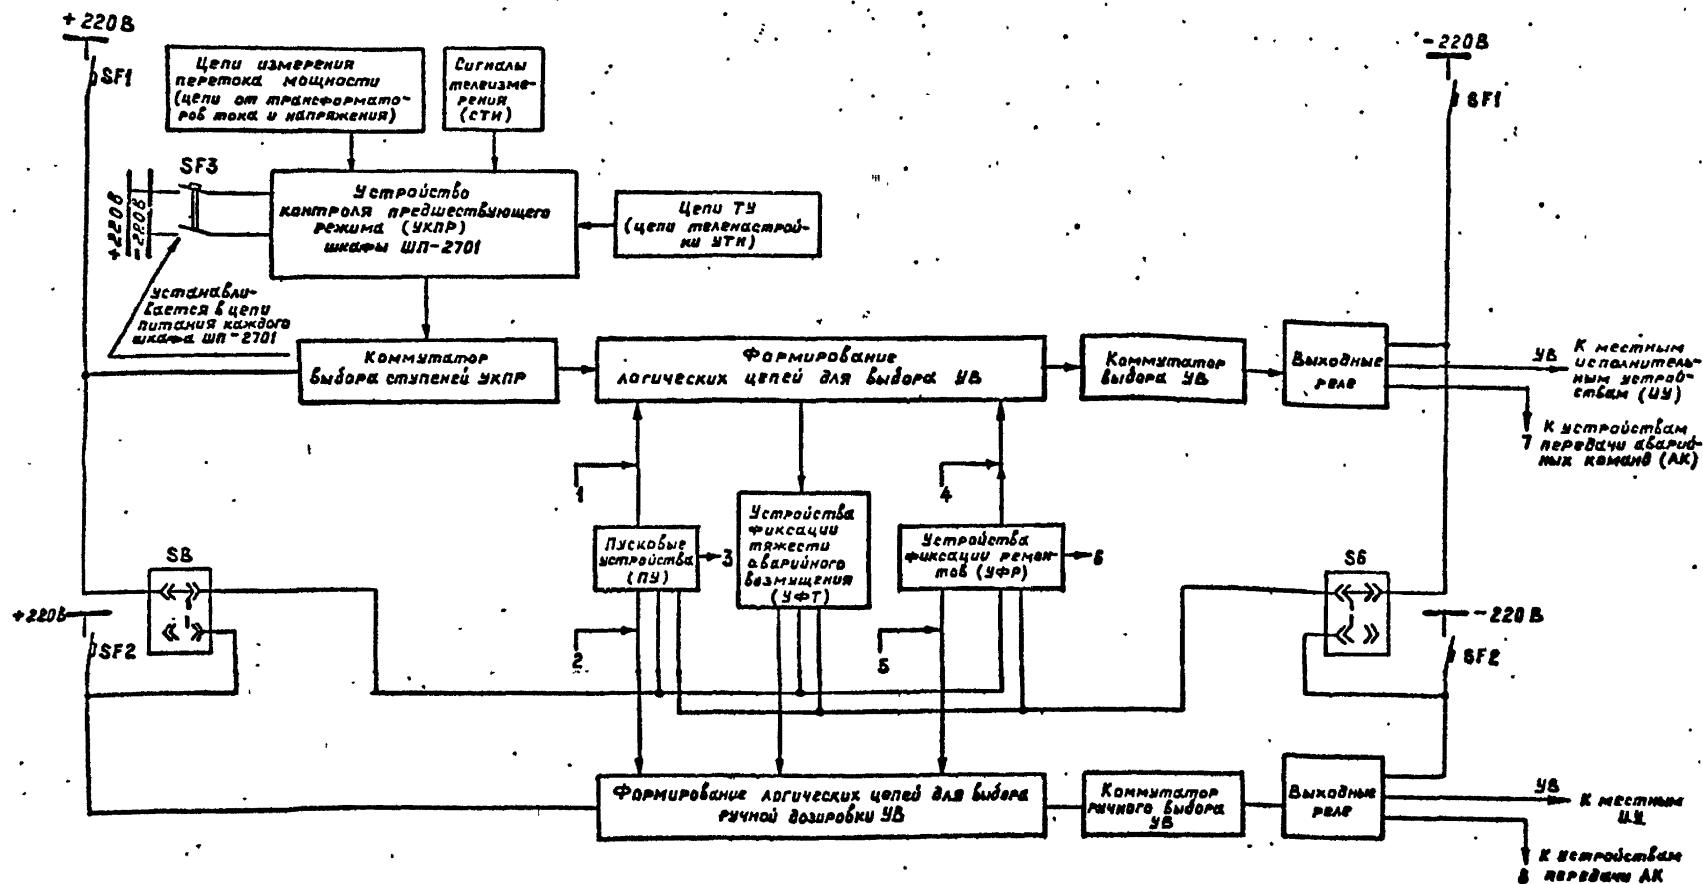 + 220В
SF1
Цепи измерения
перетока мощности
(цепи от трансформато-
ров тока и напряжения)
Сигналы
телеизме-
рения
(СТИ)
- 220В
SF1
SF3
+220В
-220В
Устройство
контроля предшествующего
режима (УКПР)
шкафы ШП-2701
Цепи ТУ
(цепи теленастрой-
ки УТН)
Устанавли-
вается в цепи
питания каждого
шкафа ШП-2701
Коммутатор
выбора ступеней УКПР
Формирование
логических цепей для выбора УВ
Коммутатор
выбора УВ
Выходные
реле
УВ
К местным
исполнитель-
ным устрой-
ствам (ИУ)
7
К устройствам
передачи аварий-
ных команд (АК)
1
4
Пусковые
устройства
(ПУ)
3
Устройства
фиксации
тяжести
аварийного
возмущения
(УФТ)
Устройства
фиксации ремон-
тов (УФР)
6
SB
S6
+220В
SF2
2
5
- 220В
SF2
Формирование логических цепей для выбора
ручной дозировки УВ
Коммутатор
ручного выбора
УВ
Выходные
реле
УВ
К местным
ИУ
8
К устройствам
передачи АК